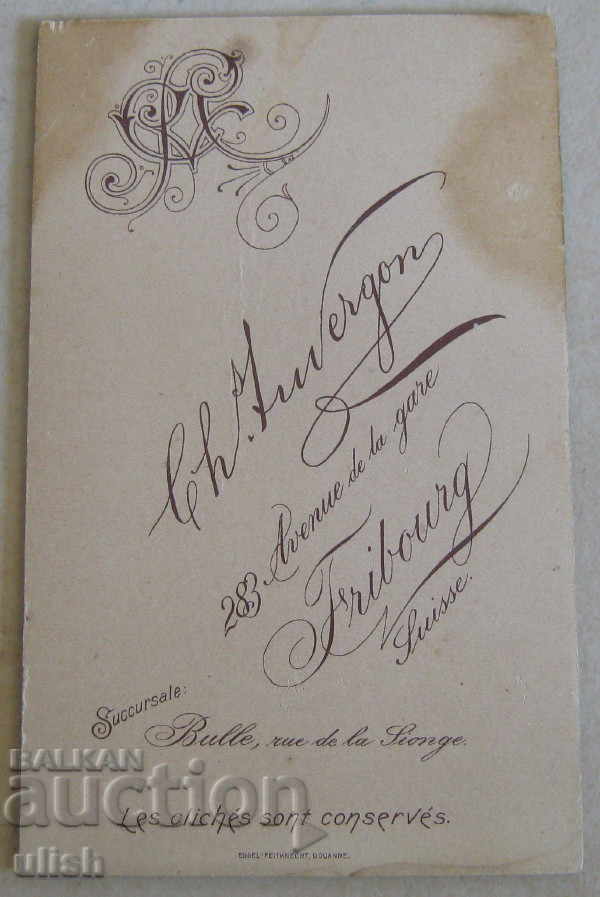 Ch. Juvergon
283 Avenue de la gare
Fribourg
Suisse.
Succursale:
Bulle, rue de la Sionge.
Les clichés sont conservés.
BALKAN
auction
ulish